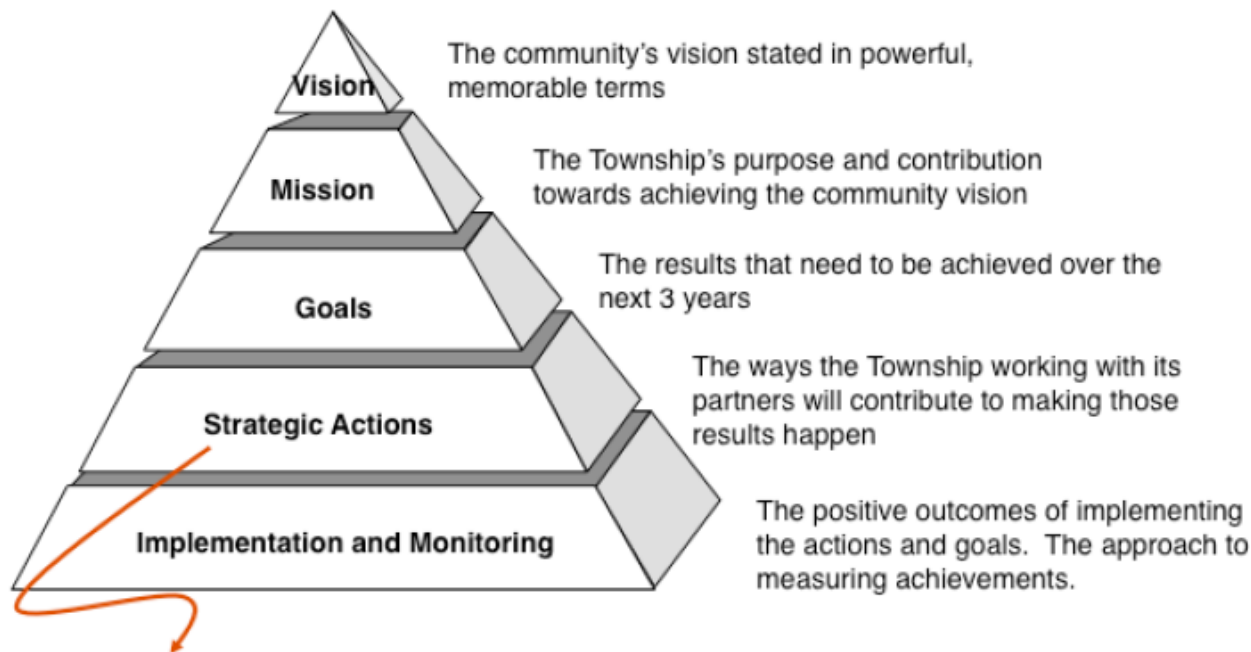 Vision
The community's vision stated in powerful,
memorable terms
Mission
The Township's purpose and contribution
towards achieving the community vision
Goals
The results that need to be achieved over the
next 3 years
Strategic Actions
The ways the Township working with its
partners will contribute to making those
results happen
Implementation and Monitoring
The positive outcomes of implementing
the actions and goals.  The approach to
measuring achievements.